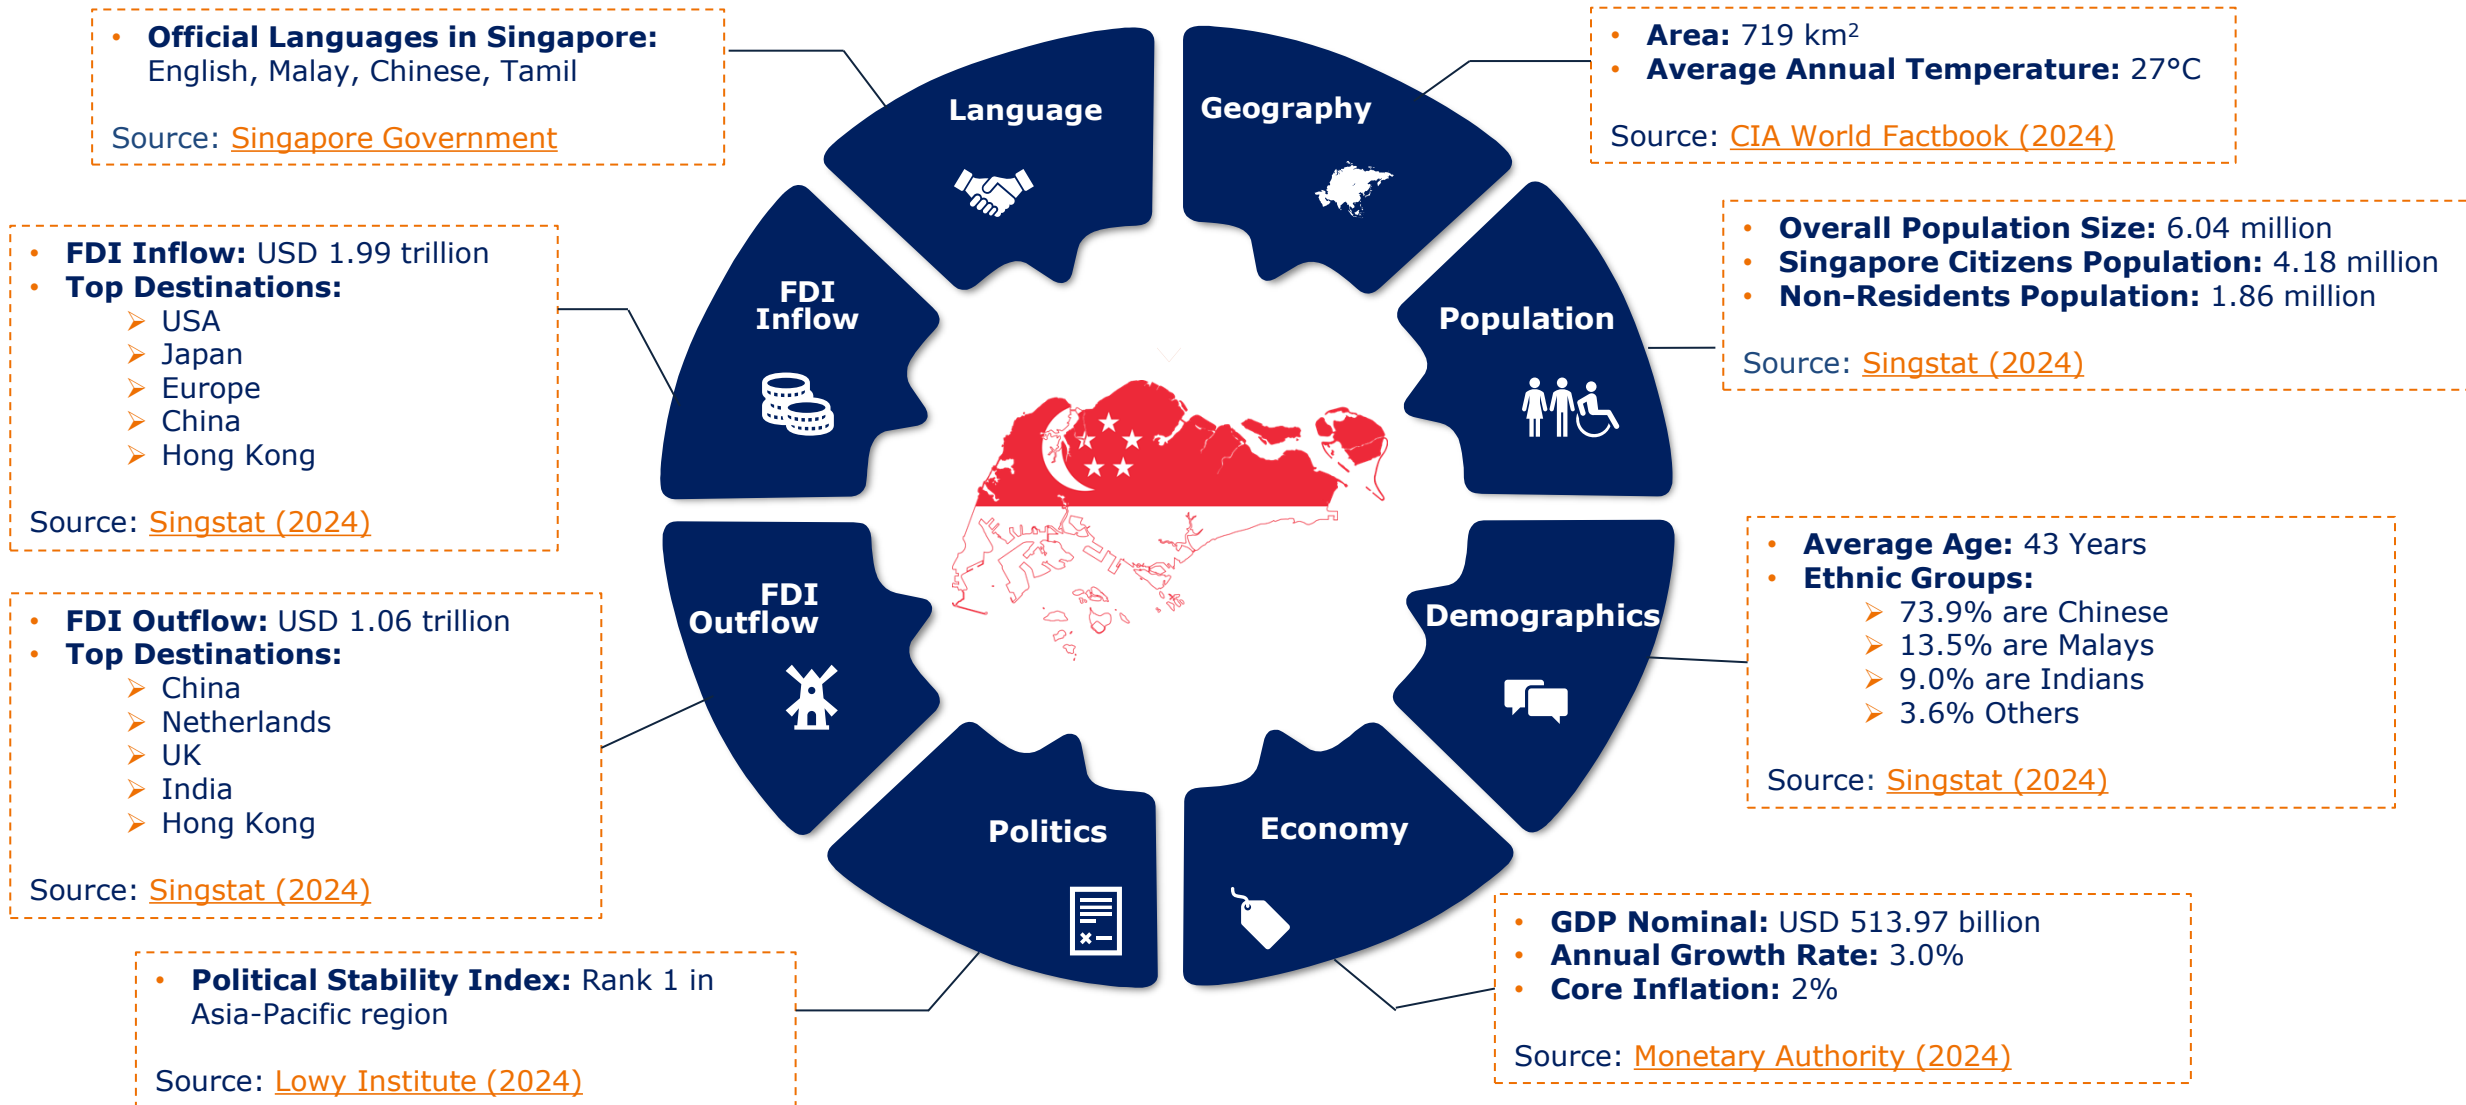 • Official Languages in Singapore:
English, Malay, Chinese, Tamil
Source: Singapore Government
• FDI Inflow: USD 1.99 trillion
• Top Destinations:
➢ USA
➢ Japan
➢ Europe
➢ China
➢ Hong Kong
Source: Singstat (2024)
• FDI Outflow: USD 1.06 trillion
• Top Destinations:
➢ China
➢ Netherlands
➢ UK
➢ India
➢ Hong Kong
Source: Singstat (2024)
• Political Stability Index: Rank 1 in
Asia-Pacific region
Source: Lowy Institute (2024)
Language
Geography
FDI
Inflow
Population
FDI
Outflow
Demographics
Politics
Economy
• Area: 719 km²
• Average Annual Temperature: 27°C
Source: CIA World Factbook (2024)
• Overall Population Size: 6.04 million
• Singapore Citizens Population: 4.18 million
• Non-Residents Population: 1.86 million
Source: Singstat (2024)
• Average Age: 43 Years
• Ethnic Groups:
➢ 73.9% are Chinese
➢ 13.5% are Malays
➢ 9.0% are Indians
➢ 3.6% Others
Source: Singstat (2024)
• GDP Nominal: USD 513.97 billion
• Annual Growth Rate: 3.0%
• Core Inflation: 2%
Source: Monetary Authority (2024)